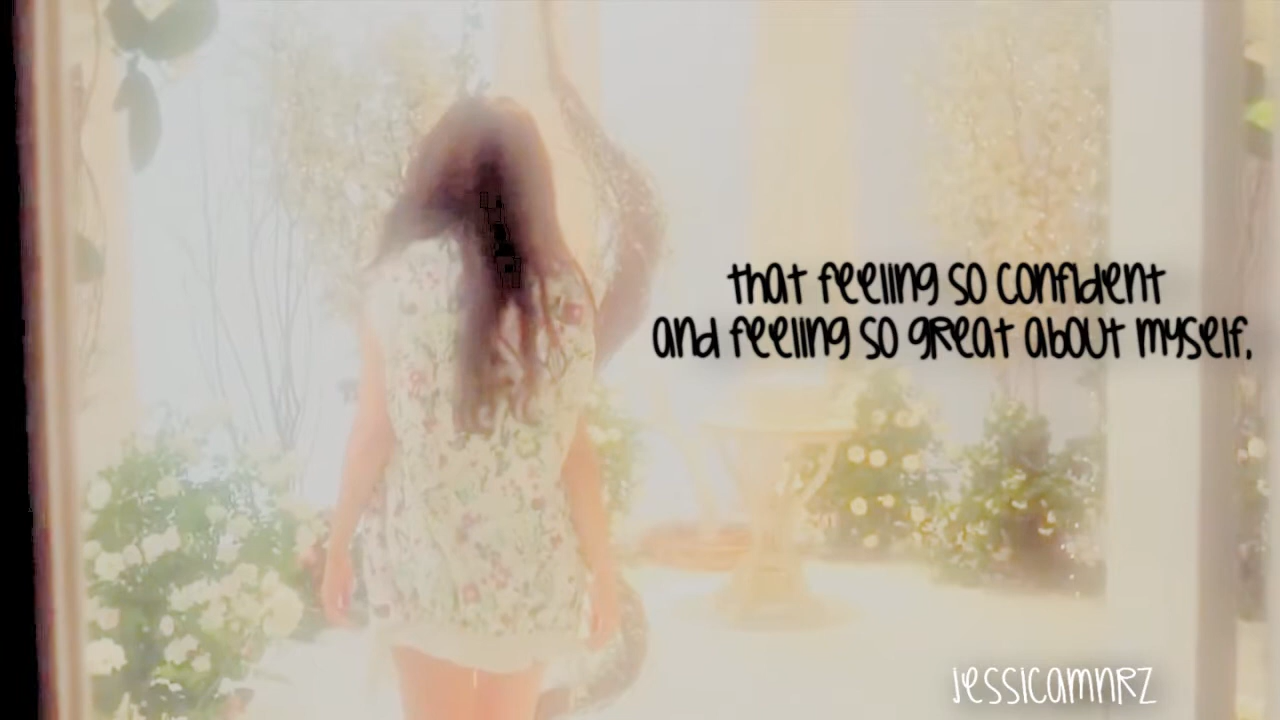 that feeling so confident
and feeling so great about myself.
jessicamnrz